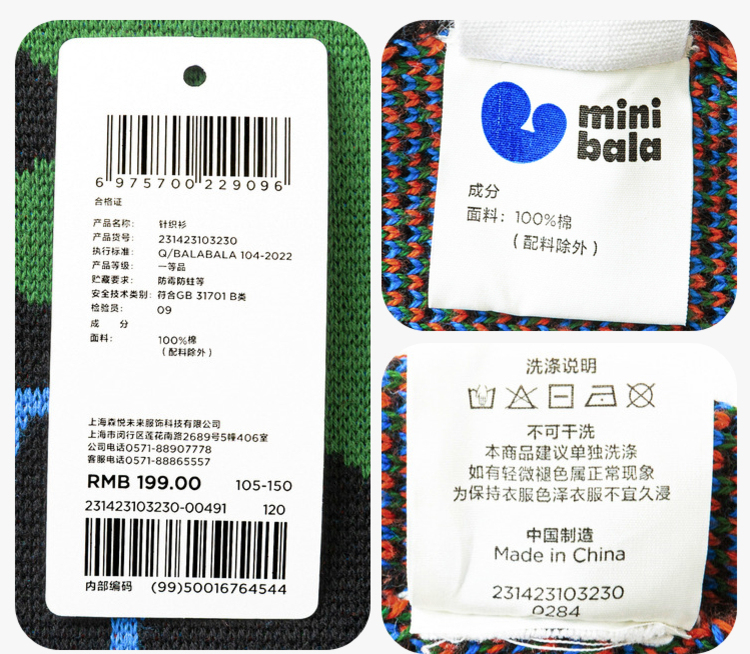 6 975700 229096
合格证
产品名称: 针织衫
产品货号: 231423103230
执行标准: Q/BALABALA 104-2022
产品等级: 一等品
贮藏要求: 防霉防蛀等
安全技术类别: 符合GB 31701 B类
检验员: 09
成 分
面料: 100%棉
(配料除外)
上海森悦未来服饰科技有限公司
上海市闵行区莲花南路2689号5幢406室
公司电话0571-88907778
客服电话0571-88865557
RMB 199.00 105-150
231423103230-00491 120
内部编码 (99)50016764544
mini
bala
成分
面料: 100%棉
(配料除外)
洗涤说明
不可干洗
本商品建议单独洗涤
如有轻微褪色属正常现象
为保持衣服色泽衣服不宜久浸
中国制造
Made in China
231423103230
0284